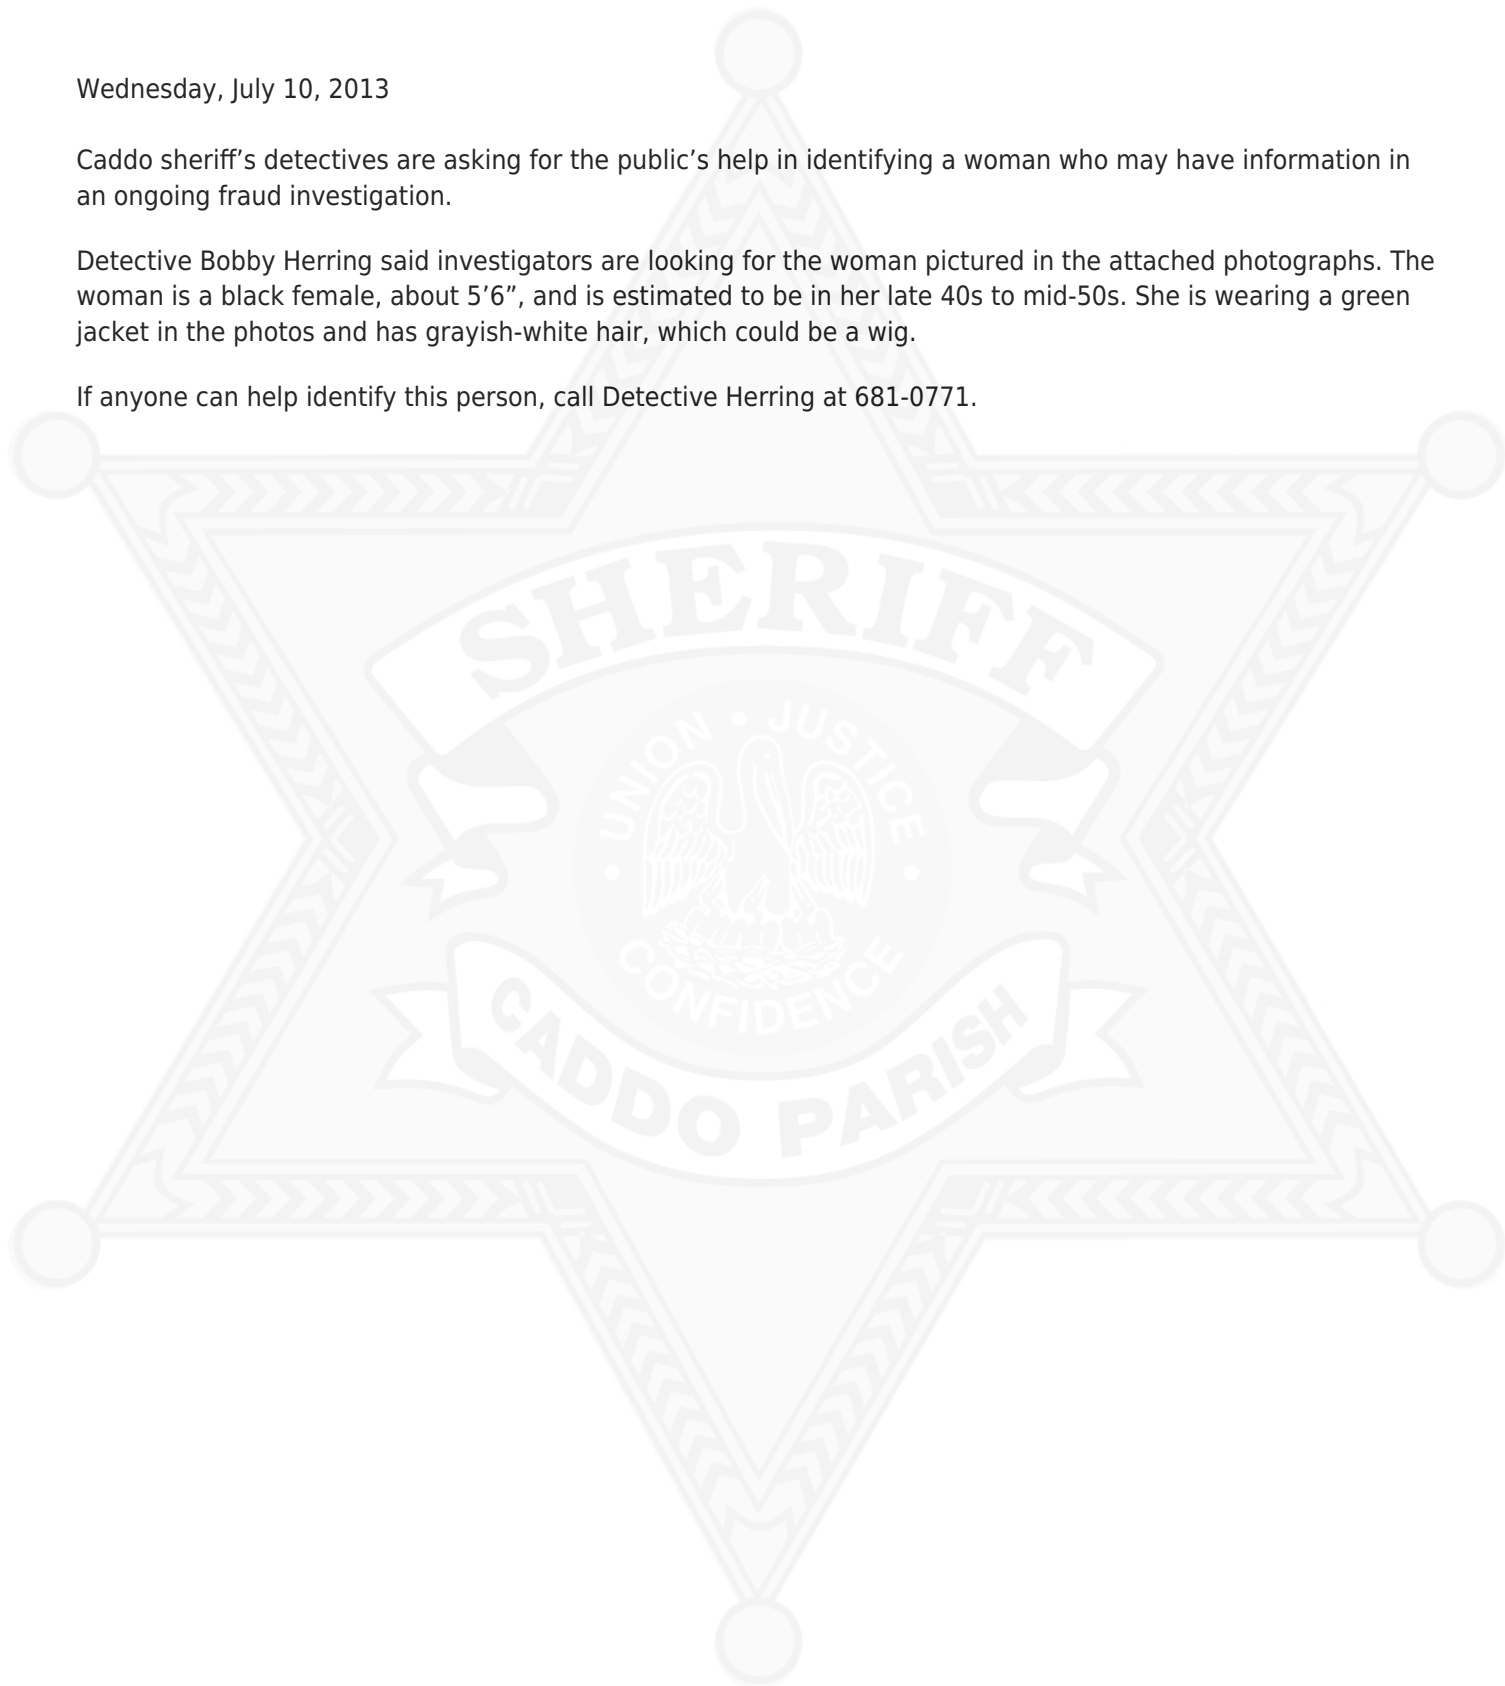 Wednesday, July 10, 2013
Caddo sheriff’s detectives are asking for the public’s help in identifying a woman who may have information in
an ongoing fraud investigation.
Detective Bobby Herring said investigators are looking for the woman pictured in the attached photographs. The
woman is a black female, about 5’6”, and is estimated to be in her late 40s to mid-50s. She is wearing a green
jacket in the photos and has grayish-white hair, which could be a wig.
If anyone can help identify this person, call Detective Herring at 681-0771.
SHERIFF
UNION • JUSTICE
• CONFIDENCE •
CADDO PARISH